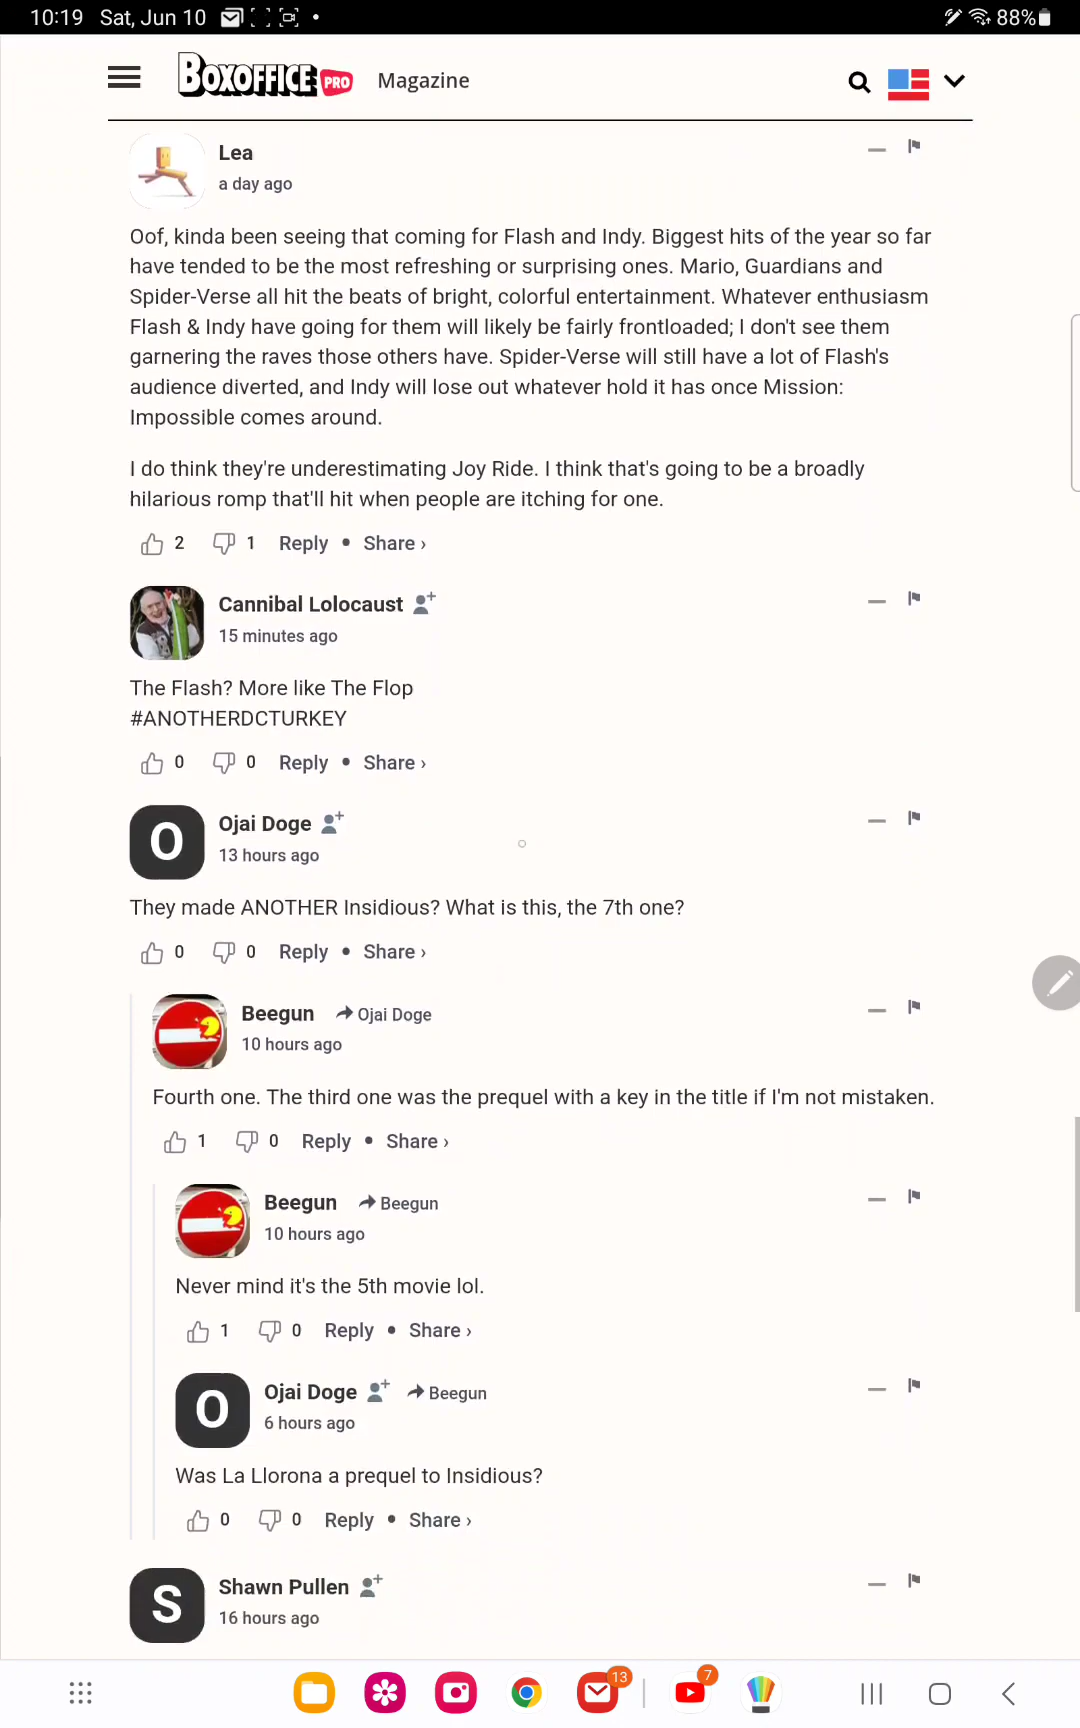 10:19 Sat, Jun 10
88%
BOXOFFICE PRO Magazine
Lea
a day ago
Oof, kinda been seeing that coming for Flash and Indy. Biggest hits of the year so far
have tended to be the most refreshing or surprising ones. Mario, Guardians and
Spider-Verse all hit the beats of bright, colorful entertainment. Whatever enthusiasm
Flash & Indy have going for them will likely be fairly frontloaded; I don't see them
garnering the raves those others have. Spider-Verse will still have a lot of Flash's
audience diverted, and Indy will lose out whatever hold it has once Mission:
Impossible comes around.
I do think they're underestimating Joy Ride. I think that's going to be a broadly
hilarious romp that'll hit when people are itching for one.
2 1 Reply • Share ›
Cannibal Lolocaust
15 minutes ago
The Flash? More like The Flop
#ANOTHERDCTURKEY
0 0 Reply • Share ›
O
Ojai Doge
13 hours ago
They made ANOTHER Insidious? What is this, the 7th one?
0 0 Reply • Share ›
Beegun Ojai Doge
10 hours ago
Fourth one. The third one was the prequel with a key in the title if I'm not mistaken.
1 0 Reply • Share ›
Beegun Beegun
10 hours ago
Never mind it's the 5th movie lol.
1 0 Reply • Share ›
O
Ojai Doge Beegun
6 hours ago
Was La Llorona a prequel to Insidious?
0 0 Reply • Share ›
S
Shawn Pullen
16 hours ago
13
7